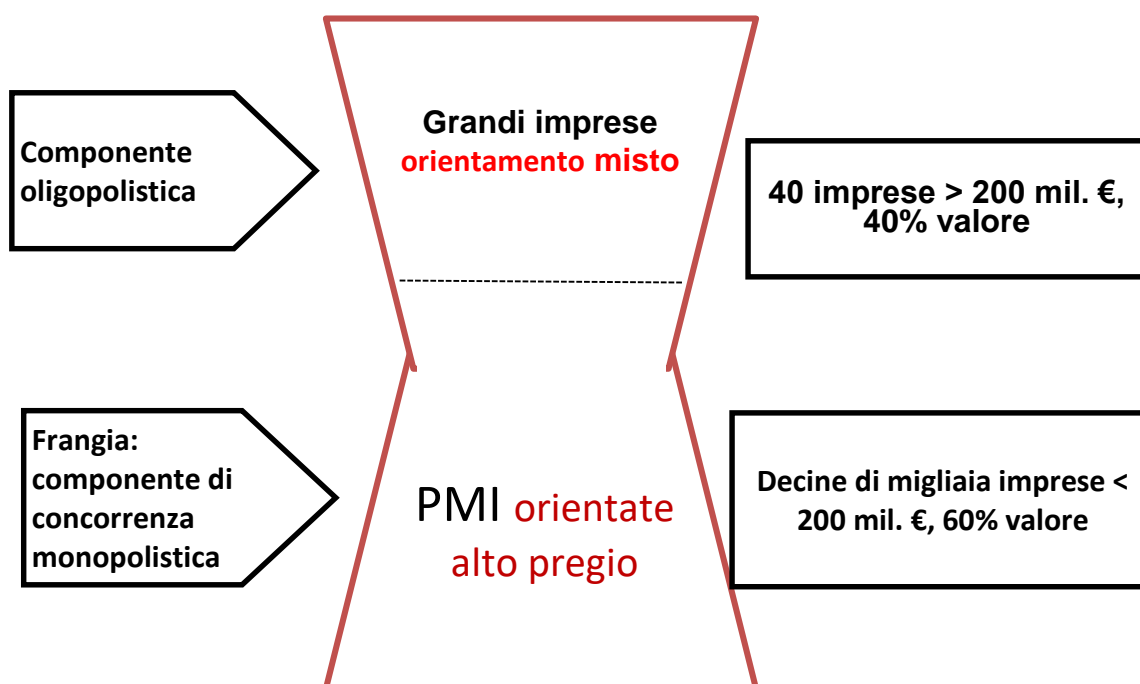 Componente
oligopolistica
Grandi imprese
orientamento misto
40 imprese > 200 mil. €,
40% valore
Frangia:
componente di
concorrenza
monopolistica
PMI orientate
alto pregio
Decine di migliaia imprese <
200 mil. €, 60% valore